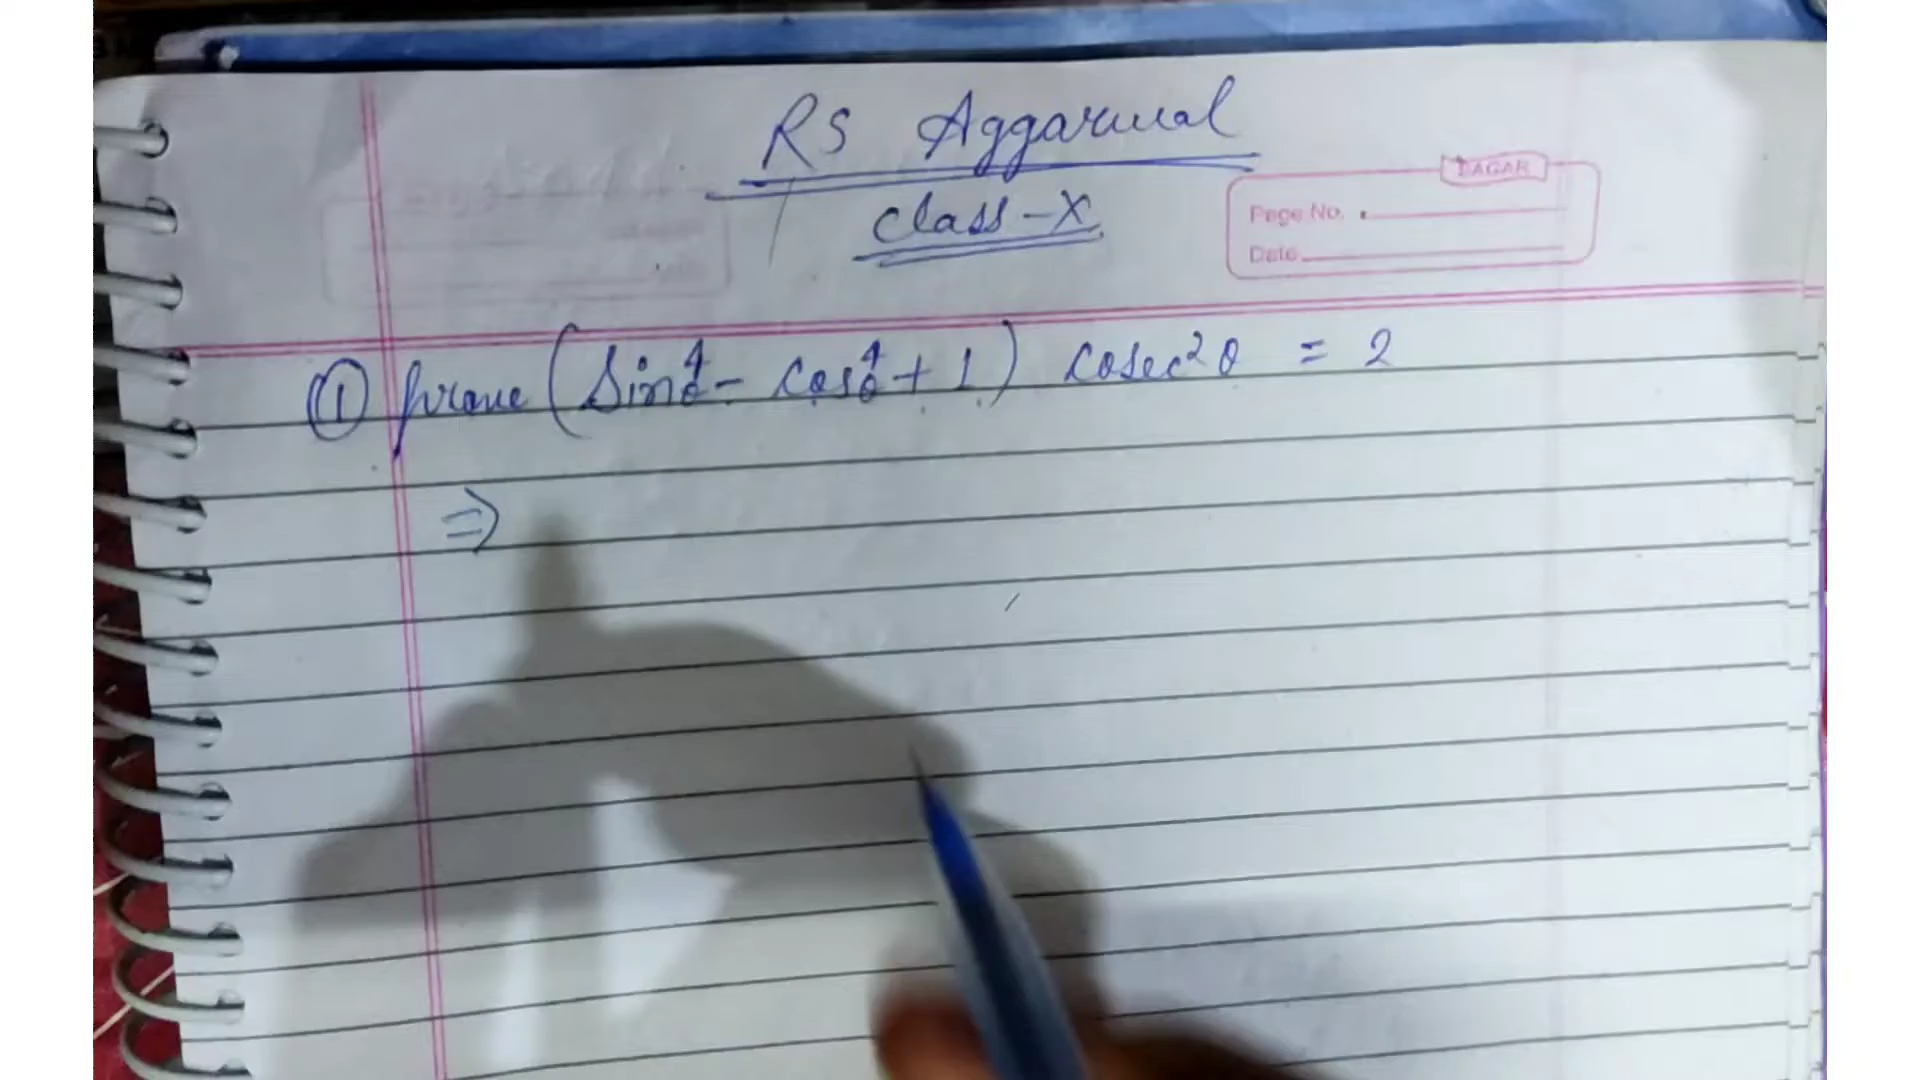 RS Aggarwal
class-X
SAGAR
Page No.
Date
① prove (Sin⁴θ - cos⁴θ + 1) cosec²θ = 2
⇒